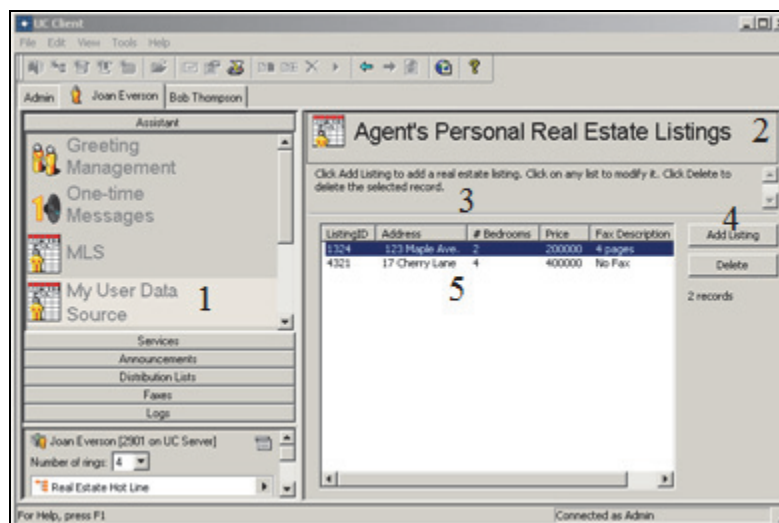 UC Client
File Edit View Tools Help
Admin Joan Everson Bob Thompson
Assistant
Greeting
Management
One-time
Messages
MLS
My User Data
Source
1
Services
Announcements
Distribution Lists
Faxes
Logs
Joan Everson [2901 on UC Server]
Number of rings: 4
Real Estate Hot Line
Agent's Personal Real Estate Listings 2
Click Add Listing to add a real estate listing. Click on any list to modify it. Click Delete to
delete the selected record.
3
4
ListingID Address # Bedrooms Price Fax Description
1324 123 Maple Ave. 2 200000 4 pages
4321 17 Cherry Lane 4 400000 No Fax
5
Add Listing
Delete
2 records
For Help, press F1
Connected as Admin